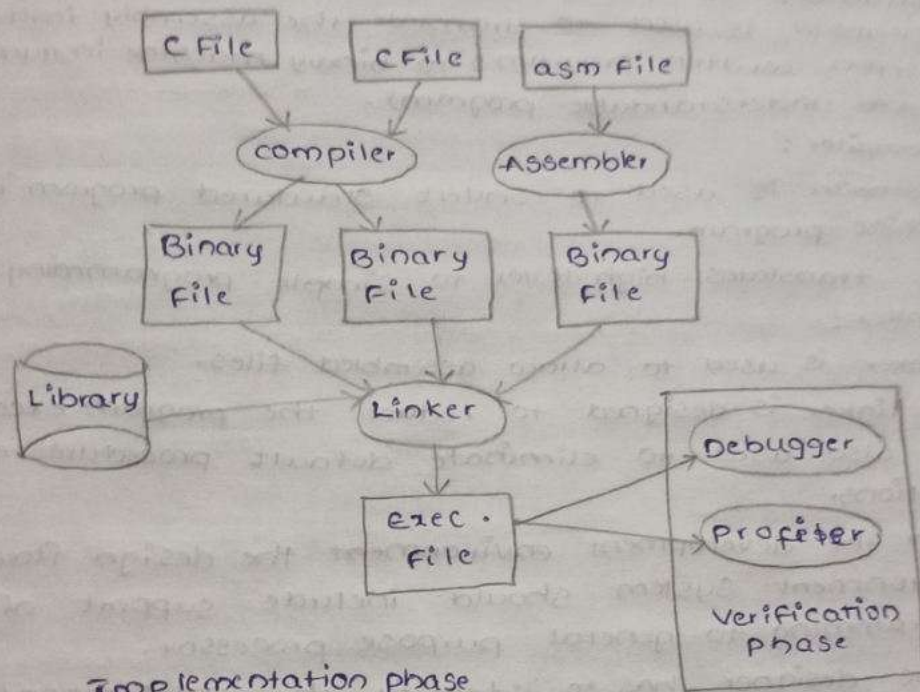 C File
C File
asm File
Compiler
Assembler
Binary
File
Binary
File
Binary
File
Library
Linker
Debugger
Exec.
File
Profiler
Verification
phase
Implementation phase